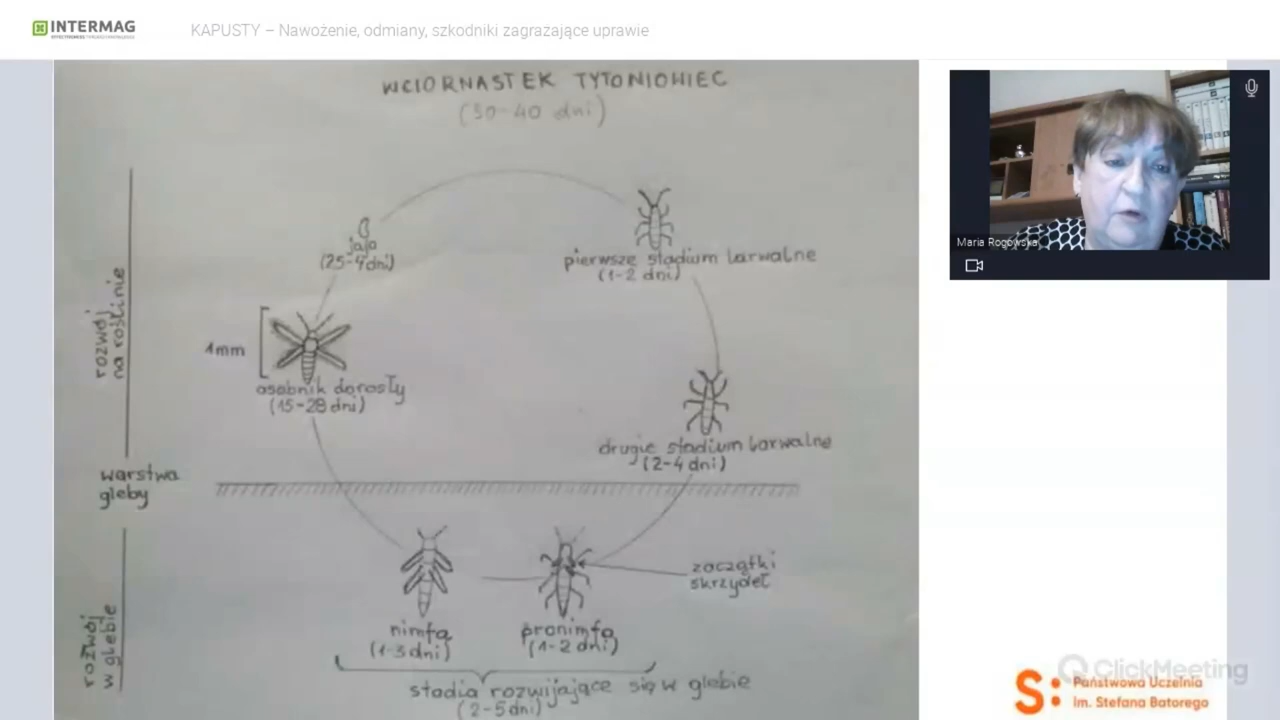 INTERMAG
KAPUSTY – Nawożenie, odmiany, szkodniki zagrażające uprawie
WCIORNASTEK TYTONIOWIEC
(30-40 dni)
jaja
(2,5-4 dni)
pierwsze stadium larwalne
(1-2 dni)
rozwój
na roślinie
1mm
osobnik dorosły
(15-28 dni)
drugie stadium larwalne
(2-4 dni)
warstwa
gleby
zaczątki
skrzydeł
rozwój
w glebie
nimfa
(1-3 dni)
pronimfa
(1-2 dni)
stadia rozwijające się w glebie
(2-5 dni)
Maria Rogowska
ClickMeeting
S:
Państwowa Uczelnia
Im. Stefana Batorego